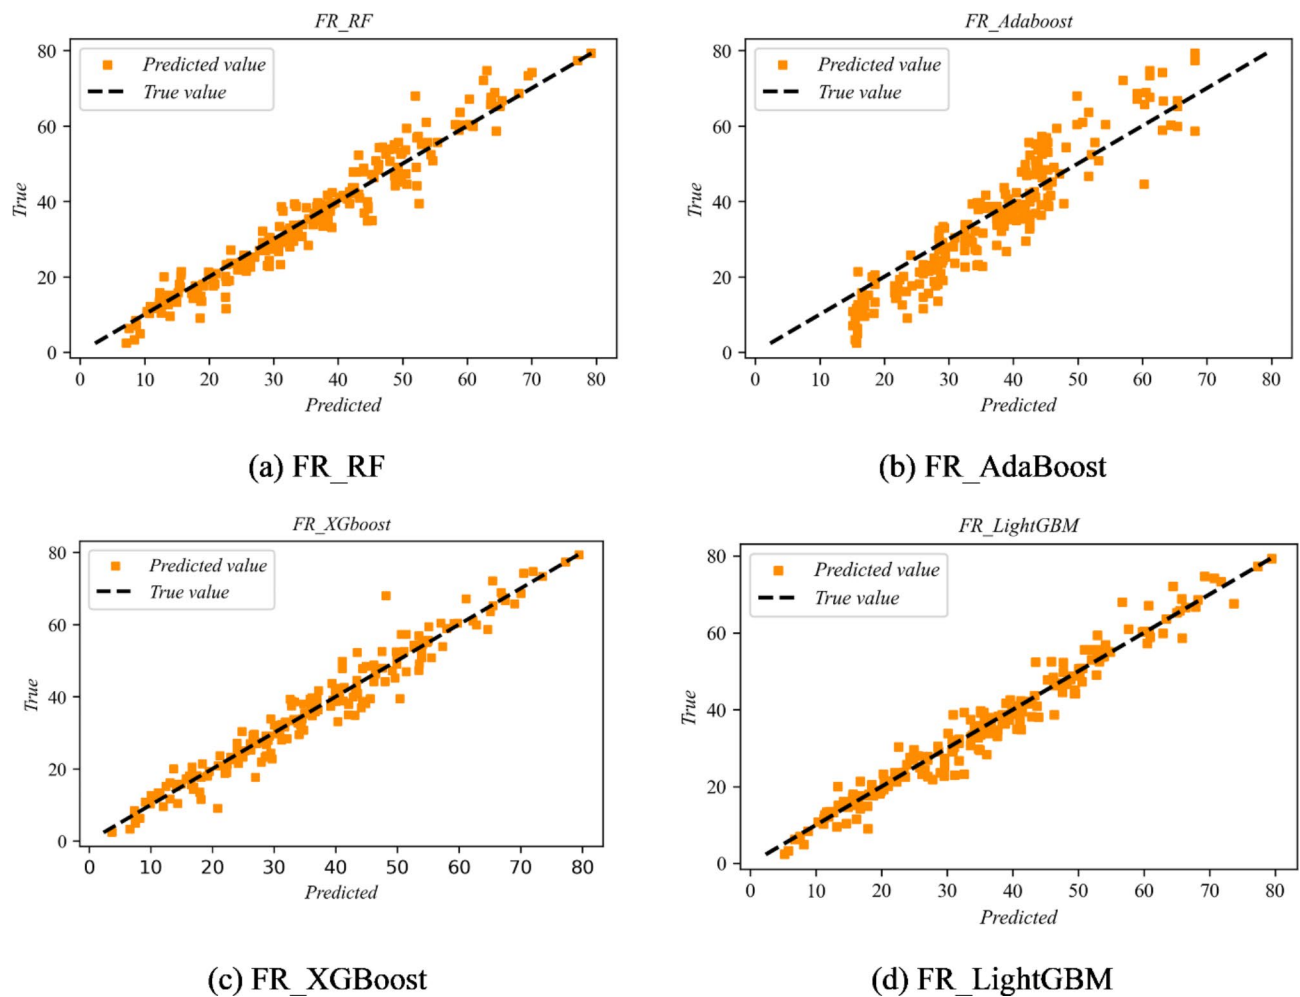 FR_RF
80
60
40
20
0
True
Predicted value
True value
0 10 20 30 40 50 60 70 80
Predicted
(a) FR_RF
FR_Adaboost
80
60
40
20
0
True
Predicted value
True value
0 10 20 30 40 50 60 70 80
Predicted
(b) FR_AdaBoost
FR_XGboost
80
60
40
20
0
True
Predicted value
True value
0 10 20 30 40 50 60 70 80
Predicted
(c) FR_XGBoost
FR_LightGBM
80
60
40
20
0
True
Predicted value
True value
0 10 20 30 40 50 60 70 80
Predicted
(d) FR_LightGBM